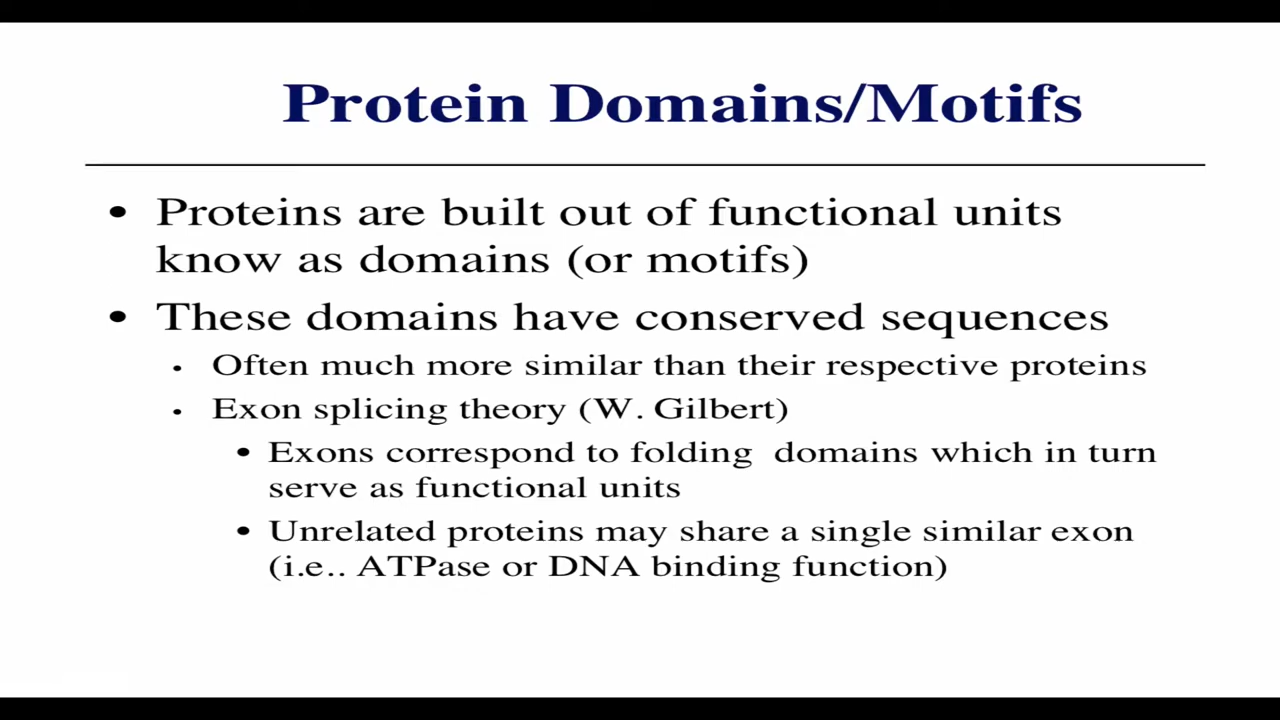 Protein Domains/Motifs
• Proteins are built out of functional units
know as domains (or motifs)
• These domains have conserved sequences
• Often much more similar than their respective proteins
• Exon splicing theory (W. Gilbert)
• Exons correspond to folding  domains which in turn
serve as functional units
• Unrelated proteins may share a single similar exon
(i.e.. ATPase or DNA binding function)